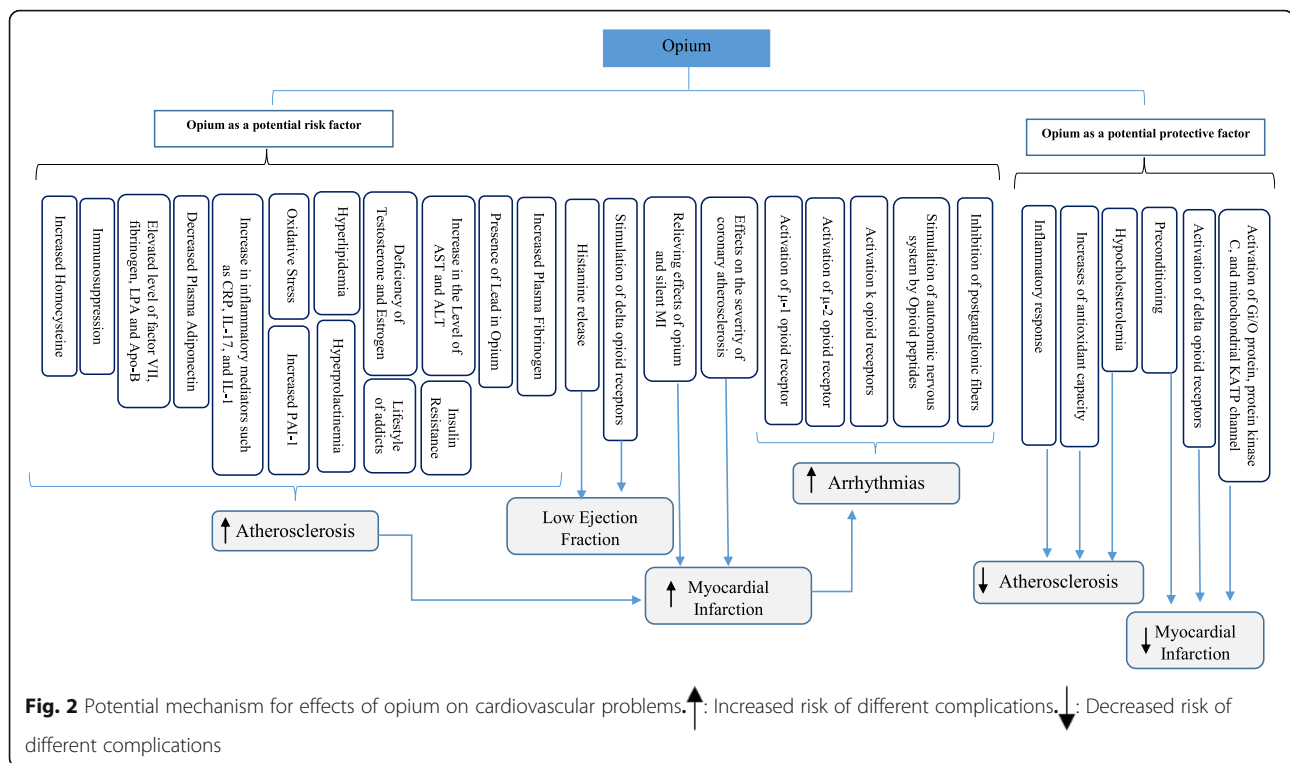 Opium
Opium as a potential risk factor
Opium as a potential protective factor
Increased Homocysteine
Immunosuppression
Elevated level of factor VII,
fibrinogen, LPA and Apo-B
Decreased Plasma Adiponectin
Increase in inflammatory mediators such
as CRP, IL-17, and IL-1
Oxidative Stress
Increased PAI-1
Hyperlipidemia
Hyperprolactinemia
Deficiency of
Testosterone and Estrogen
Lifestyle
of addicts
Increase in the Level of
AST and ALT
Insulin
Resistance
Presence of Lead in Opium
Increased Plasma Fibrinogen
Histamine release
Stimulation of delta opioid receptors
Relieving effects of opium
and silent MI
Effects on the severity of
coronary atherosclerosis
Activation of μ-1 opioid receptor
Activation of μ-2 opioid receptor
Activation k opioid receptors
Stimulation of autonomic nervous
system by Opioid peptides
Inhibition of postganglionic fibers
Inflammatory response
Increases of antioxidant capacity
Hypocholesterolemia
Preconditioning
Activation of delta opioid receptors
Activation of Gi/O protein, protein kinase
C, and mitochondrial KATP channel
↑ Atherosclerosis
Low Ejection
Fraction
↑ Myocardial
Infarction
↑ Arrhythmias
↓ Atherosclerosis
↓ Myocardial
Infarction
Fig. 2 Potential mechanism for effects of opium on cardiovascular problems.↑: Increased risk of different complications.↓: Decreased risk of
different complications